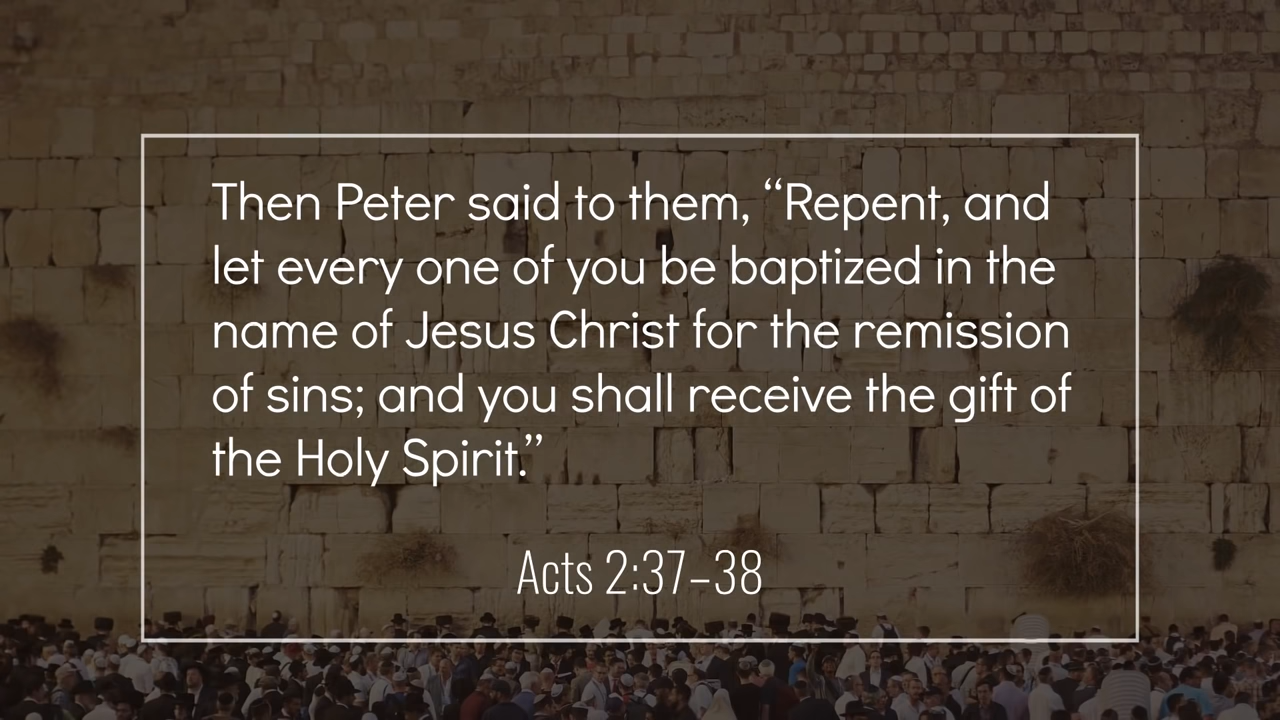 Then Peter said to them, “Repent, and
let every one of you be baptized in the
name of Jesus Christ for the remission
of sins; and you shall receive the gift of
the Holy Spirit.”
Acts 2:37–38